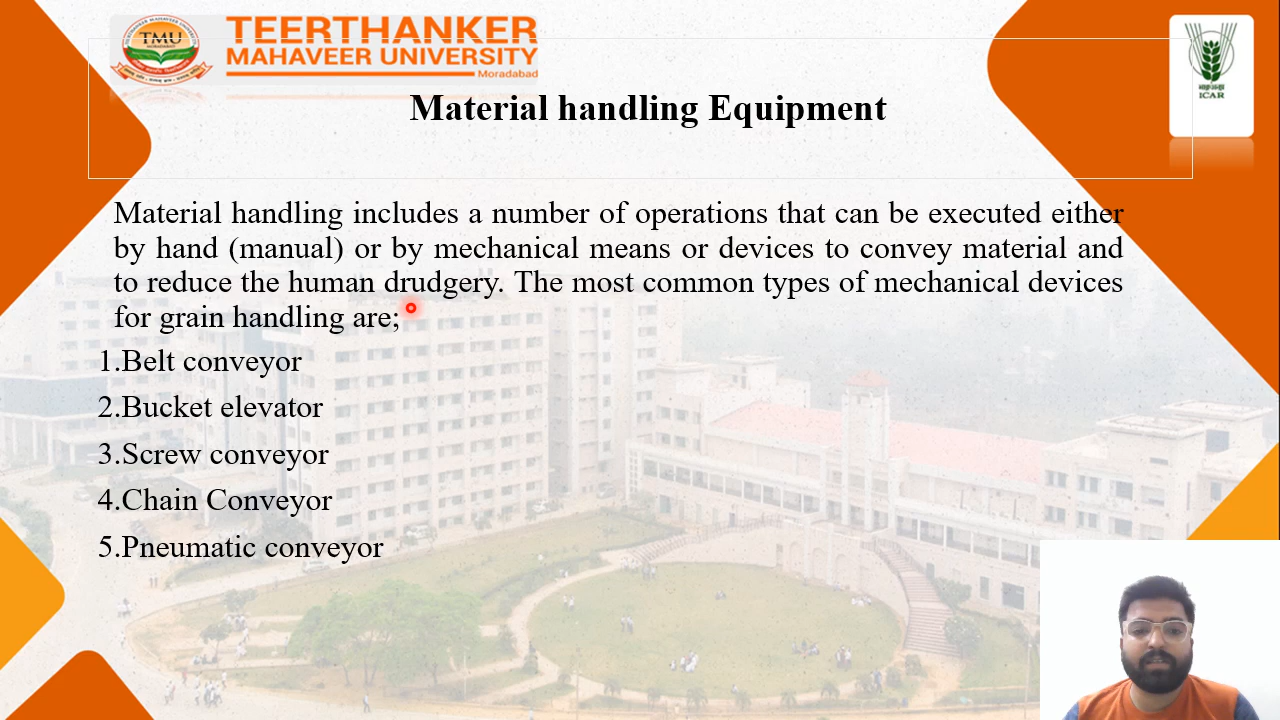 TMU
TEERTHANKER
MAHAVEER UNIVERSITY
Moradabad
ICAR
Material handling Equipment
Material handling includes a number of operations that can be executed either
by hand (manual) or by mechanical means or devices to convey material and
to reduce the human drudgery. The most common types of mechanical devices
for grain handling are;
1.Belt conveyor
2.Bucket elevator
3.Screw conveyor
4.Chain Conveyor
5.Pneumatic conveyor